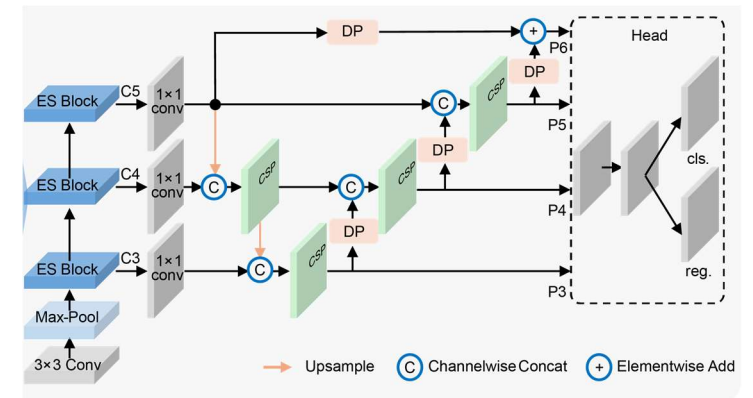 DP
+
P6
Head
ES Block
C5
1×1
conv
C
CSP
DP
P5
DP
cls.
ES Block
C4
1×1
conv
C
CSP
C
CSP
P4
DP
ES Block
C3
1×1
conv
C
CSP
reg.
P3
Max-Pool
3×3 Conv
Upsample
C
Channelwise Concat
+
Elementwise Add